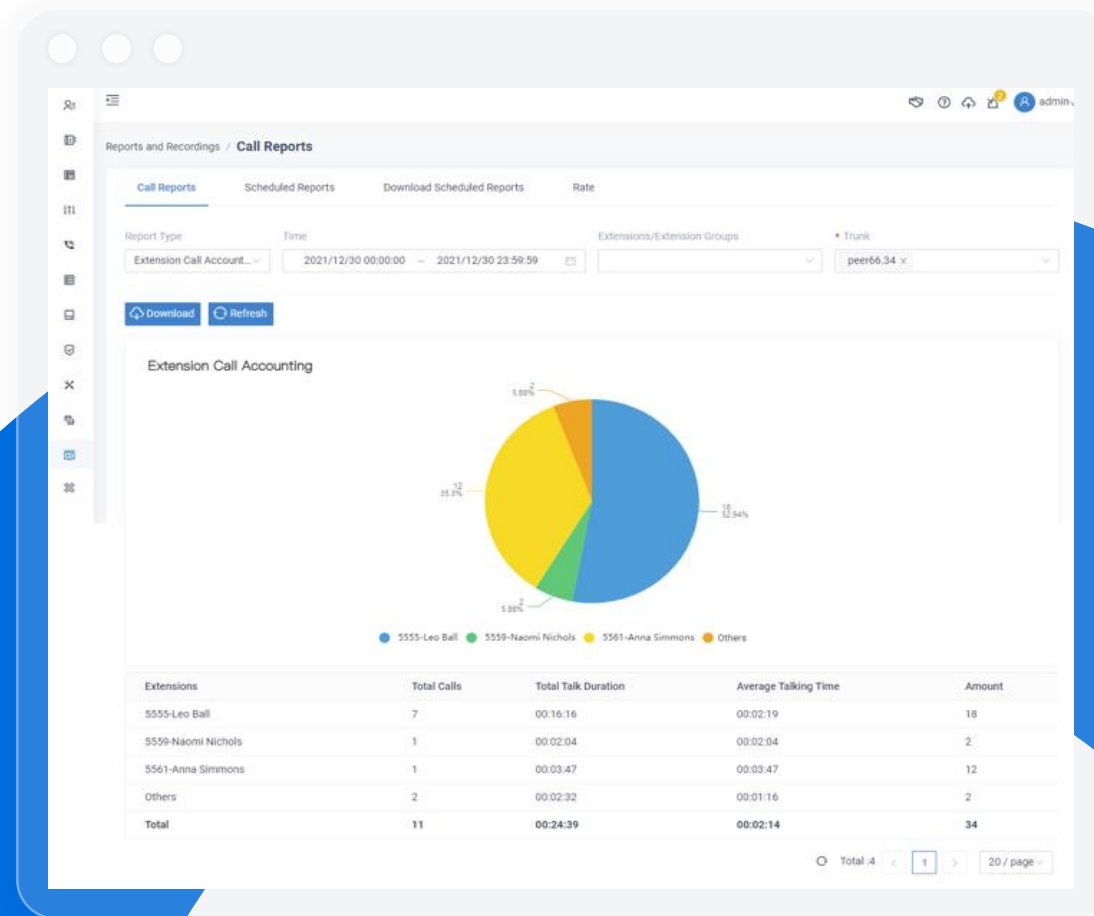 2
admin
Reports and Recordings / Call Reports
Call Reports Scheduled Reports Download Scheduled Reports Rate
Report Type Time Extensions/Extension Groups * Trunk
Extension Call Account... 2021/12/30 00:00:00 ~ 2021/12/30 23:59:59 peer66.34 ×
Download Refresh
Extension Call Accounting
2
5.88%
12
35.3%
18
52.94%
2
5.88%
5555-Leo Ball 5559-Naomi Nichols 5561-Anna Simmons Others
Extensions Total Calls Total Talk Duration Average Talking Time Amount
5555-Leo Ball 7 00:16:16 00:02:19 18
5559-Naomi Nichols 1 00:02:04 00:02:04 2
5561-Anna Simmons 1 00:03:47 00:03:47 12
Others 2 00:02:32 00:01:16 2
Total 11 00:24:39 00:02:14 34
Total :4 < 1 > 20 / page